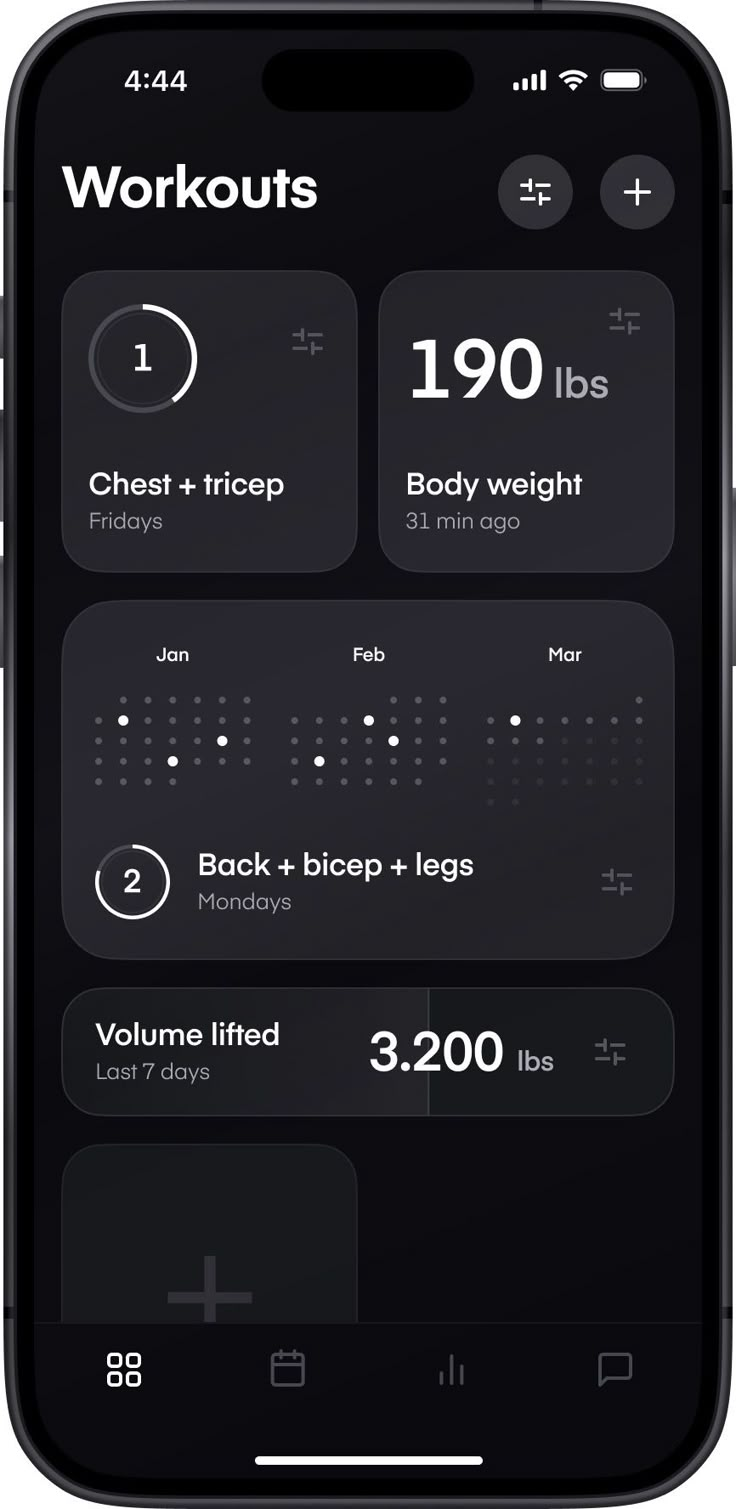 4:44
Workouts
1
Chest + tricep
Fridays
190 lbs
Body weight
31 min ago
Jan Feb Mar
2
Back + bicep + legs
Mondays
Volume lifted
Last 7 days
3.200 lbs